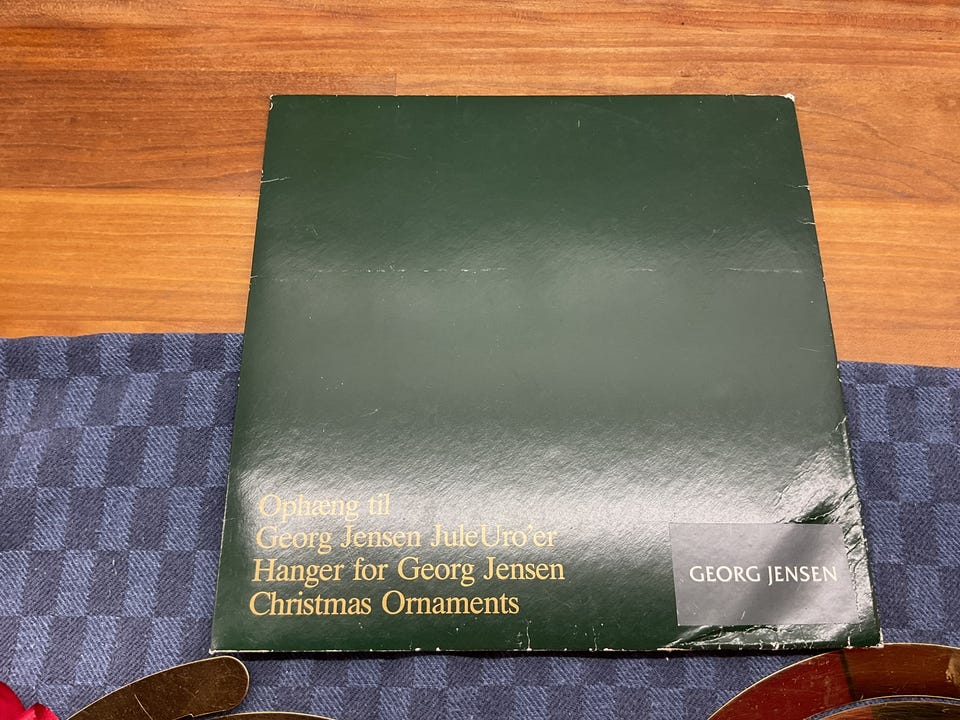 Ophæng til
Georg Jensen JuleUro'er
Hanger for Georg Jensen
Christmas Ornaments
GEORG JENSEN